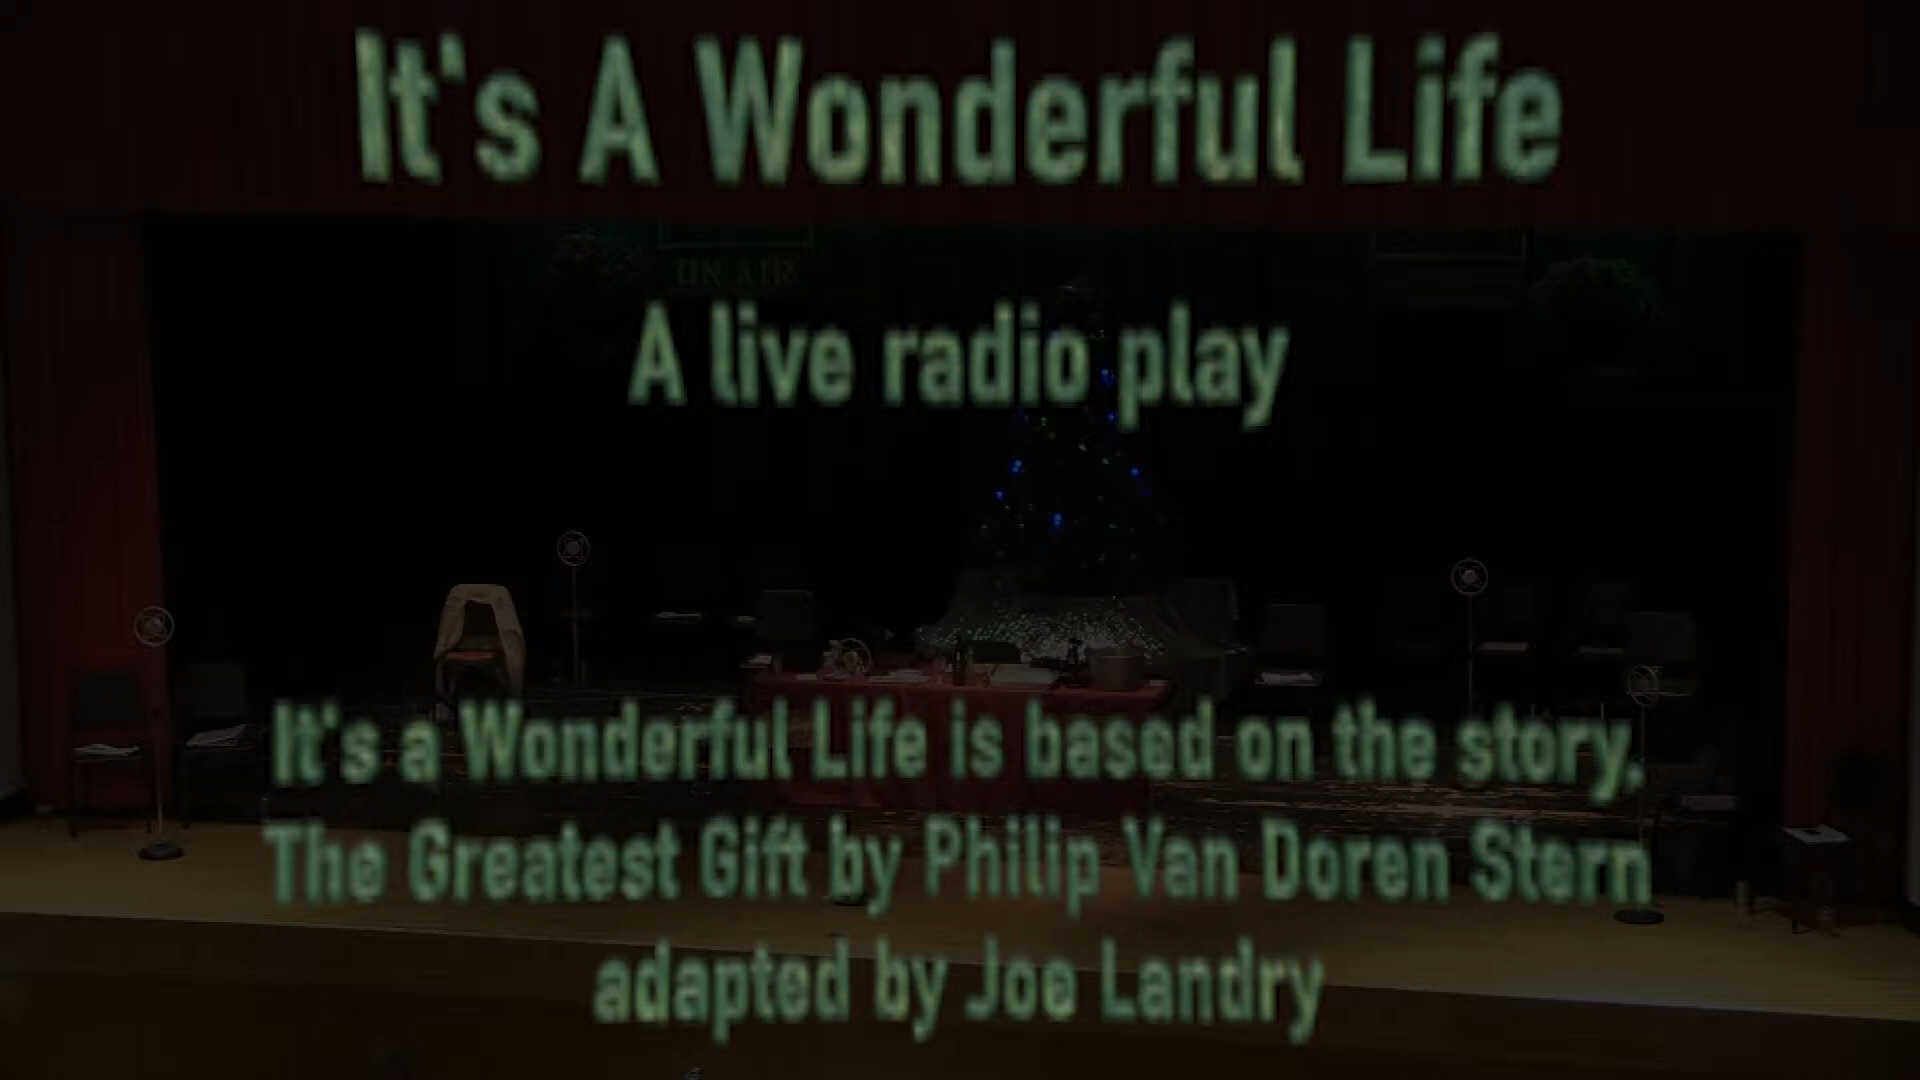 It's A Wonderful Life
ON AIR
A live radio play
It's a Wonderful Life is based on the story,
The Greatest Gift by Philip Van Doren Stern
adapted by Joe Landry